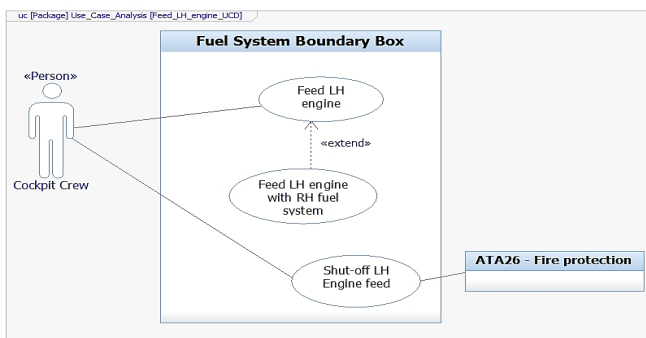 uc [Package] Use_Case_Analysis [Feed_LH_engine_UCD]
Fuel System Boundary Box
«Person»
Cockpit Crew
Feed LH
engine
«extend»
Feed LH engine
with RH fuel
system
Shut-off LH
Engine feed
ATA26 - Fire protection